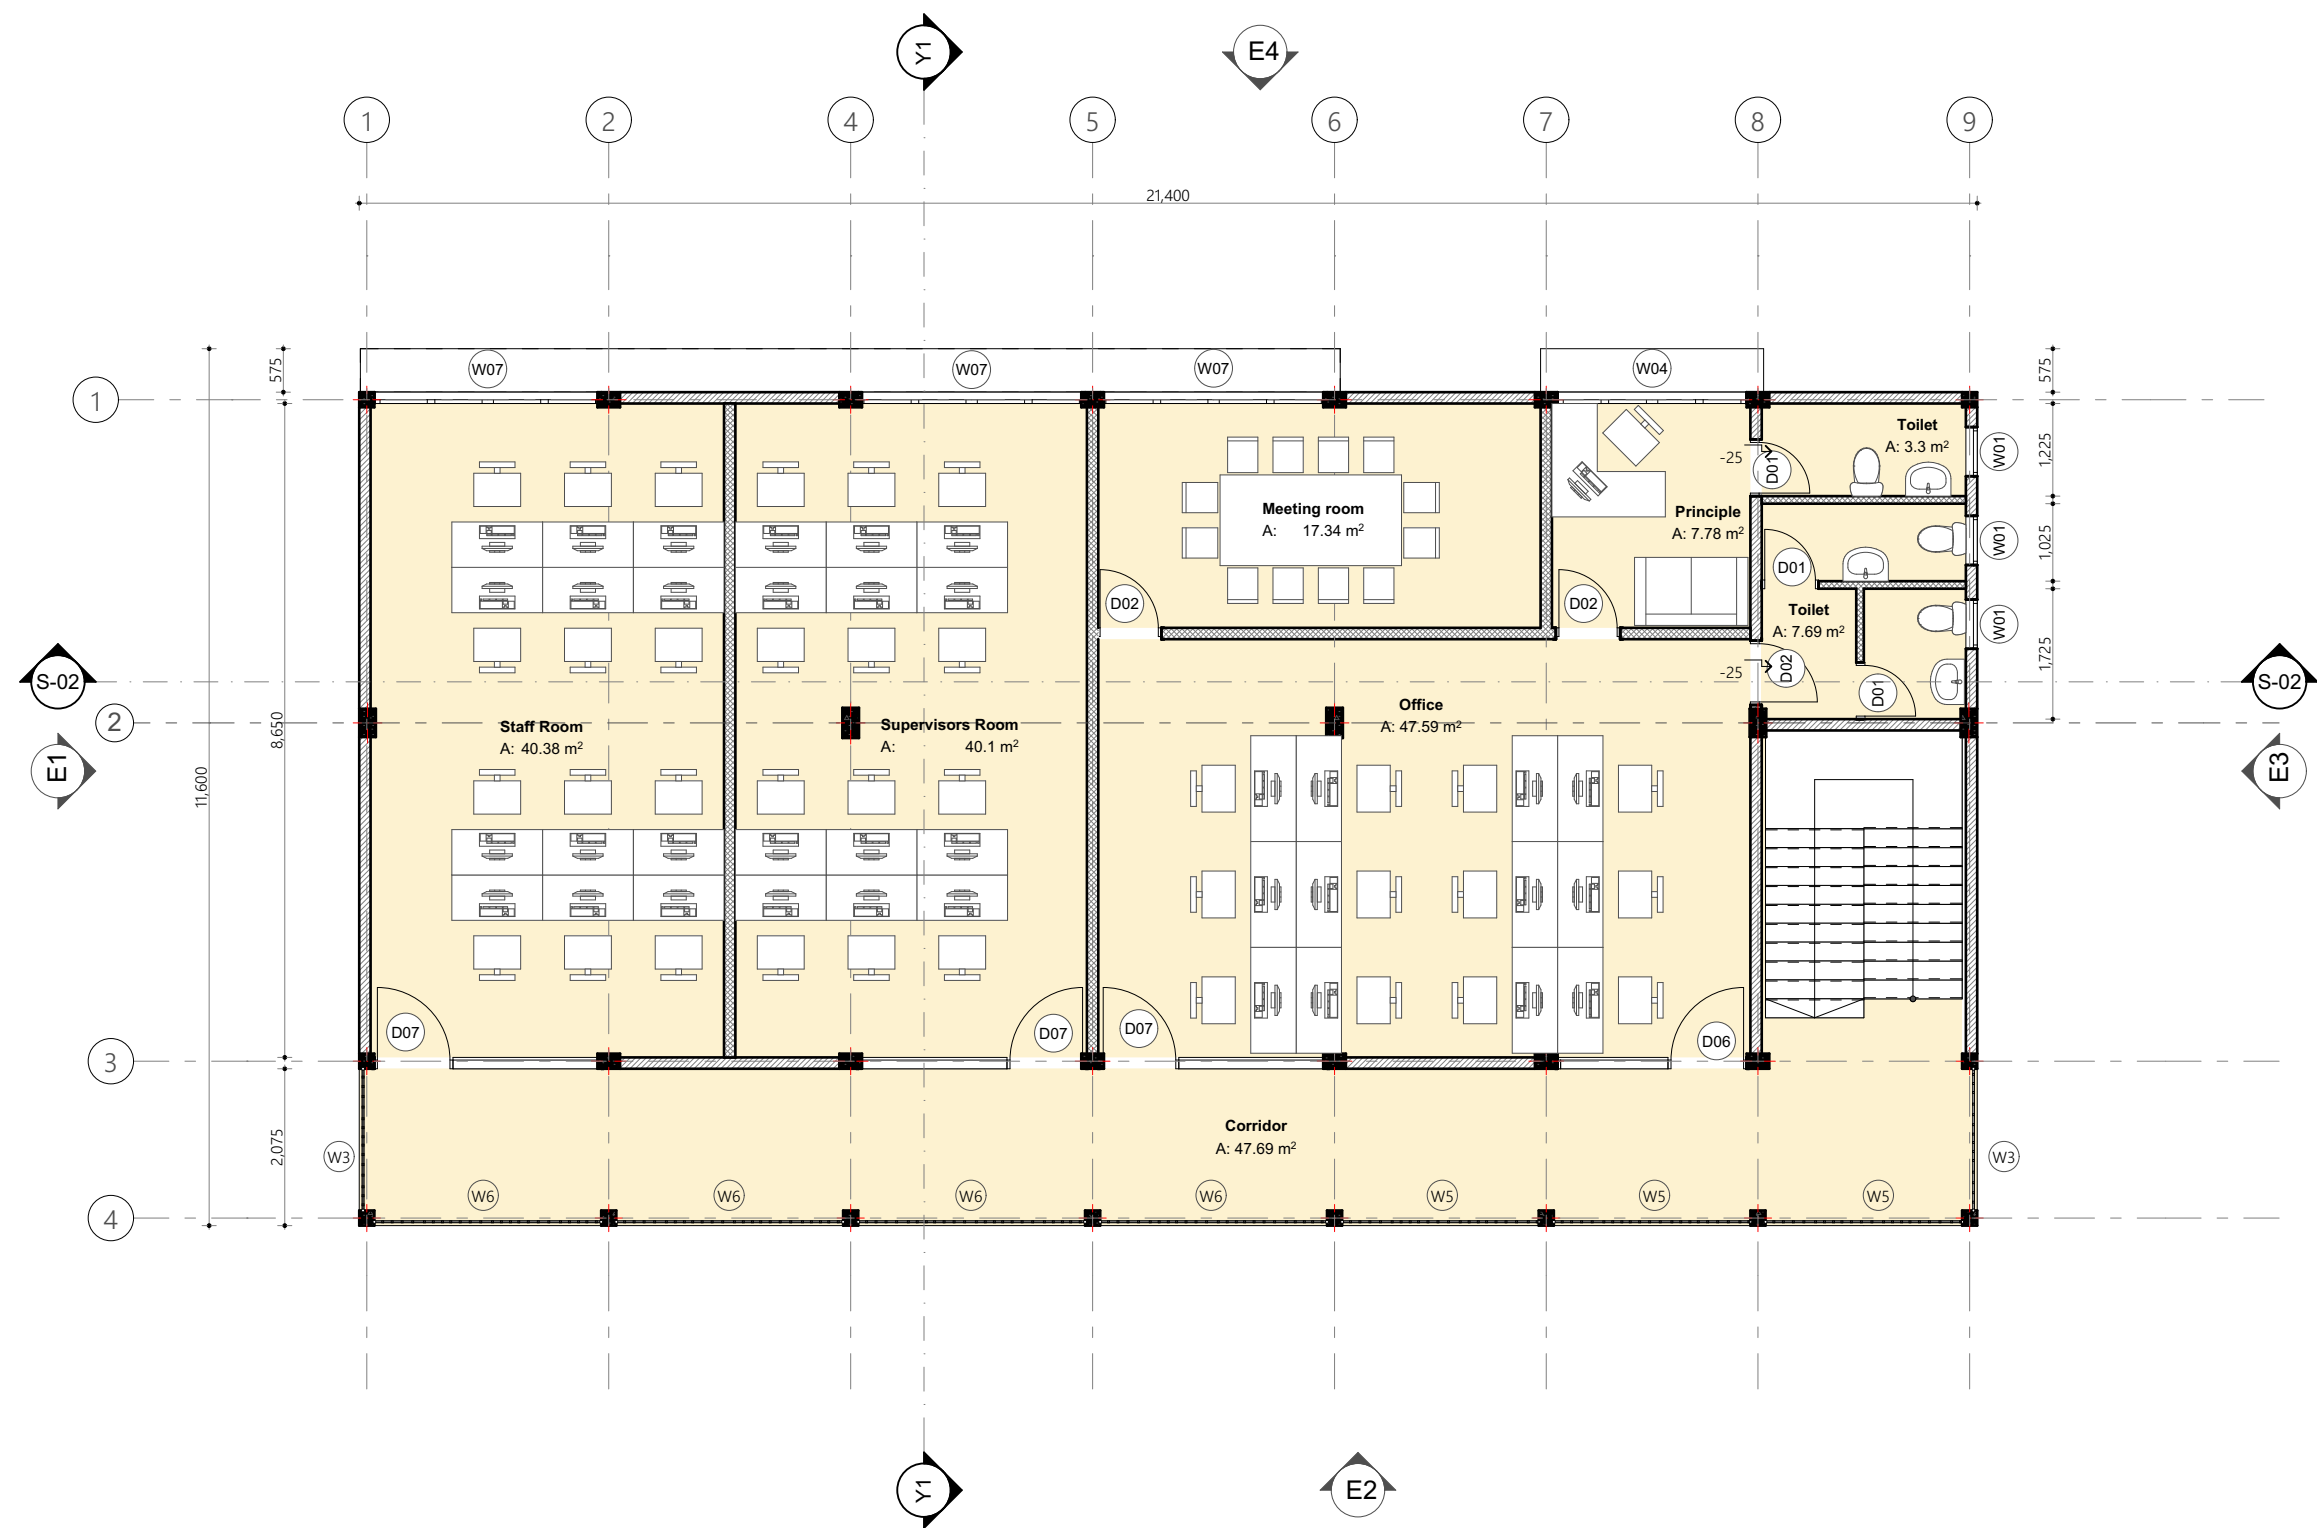 Y1
E4
1
2
4
5
6
7
8
9
21,400
575
W07
W07
W07
W04
575
1
Toilet
A: 3.3 m²
W01
1,225
-25
D01
Meeting room
A: 17.34 m²
Principle
A: 7.78 m²
W01
1,025
D01
D02
D02
Toilet
A: 7.69 m²
W01
1,725
-25
D02
D01
S-02
S-02
2
Staff Room
A: 40.38 m²
Supervisors Room
A: 40.1 m²
Office
A: 47.59 m²
8,650
E1
E3
11,600
D07
D07
D07
D06
3
Corridor
A: 47.69 m²
2,075
W3
W3
W6
W6
W6
W6
W5
W5
W5
4
Y1
E2